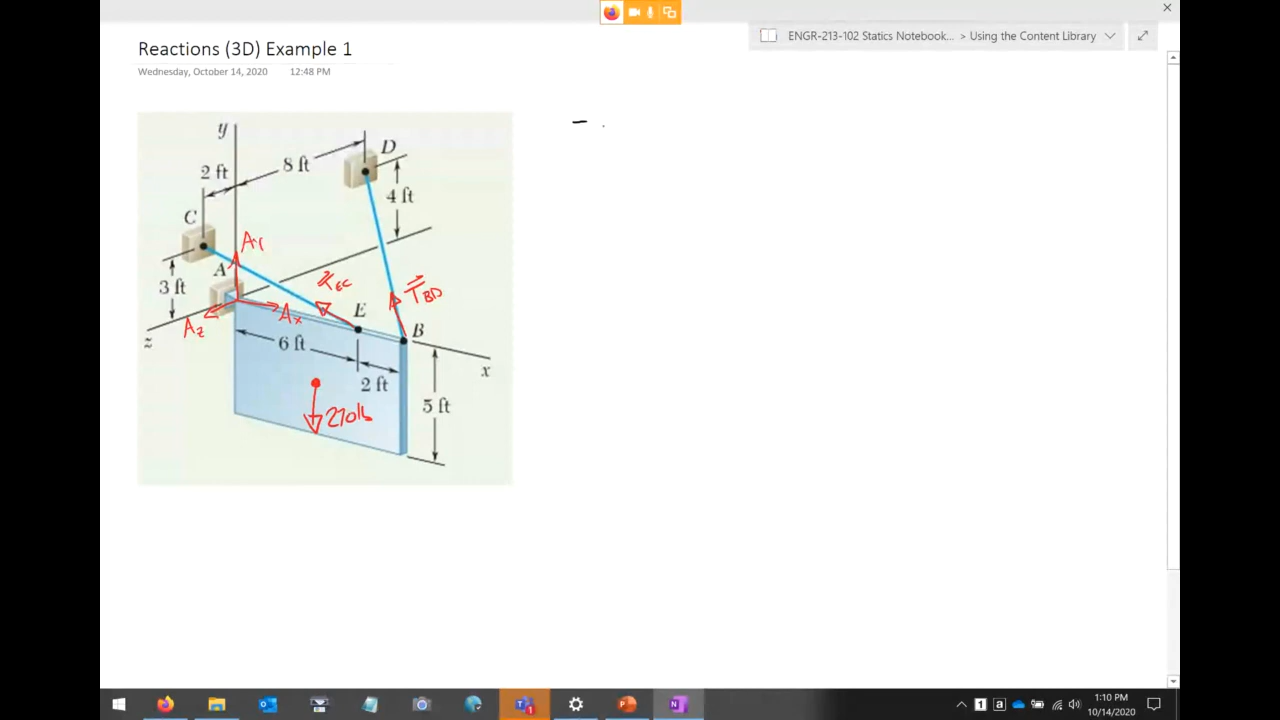 ENGR-213-102 Statics Notebook... > Using the Content Library
Reactions (3D) Example 1
Wednesday, October 14, 2020 12:48 PM
y
D
8 ft
2 ft
4 ft
C
Ay
A
3 ft
TEC
TBD
E
Ax
B
Az
z
6 ft
x
2 ft
5 ft
270lb
1
a
1:10 PM
10/14/2020